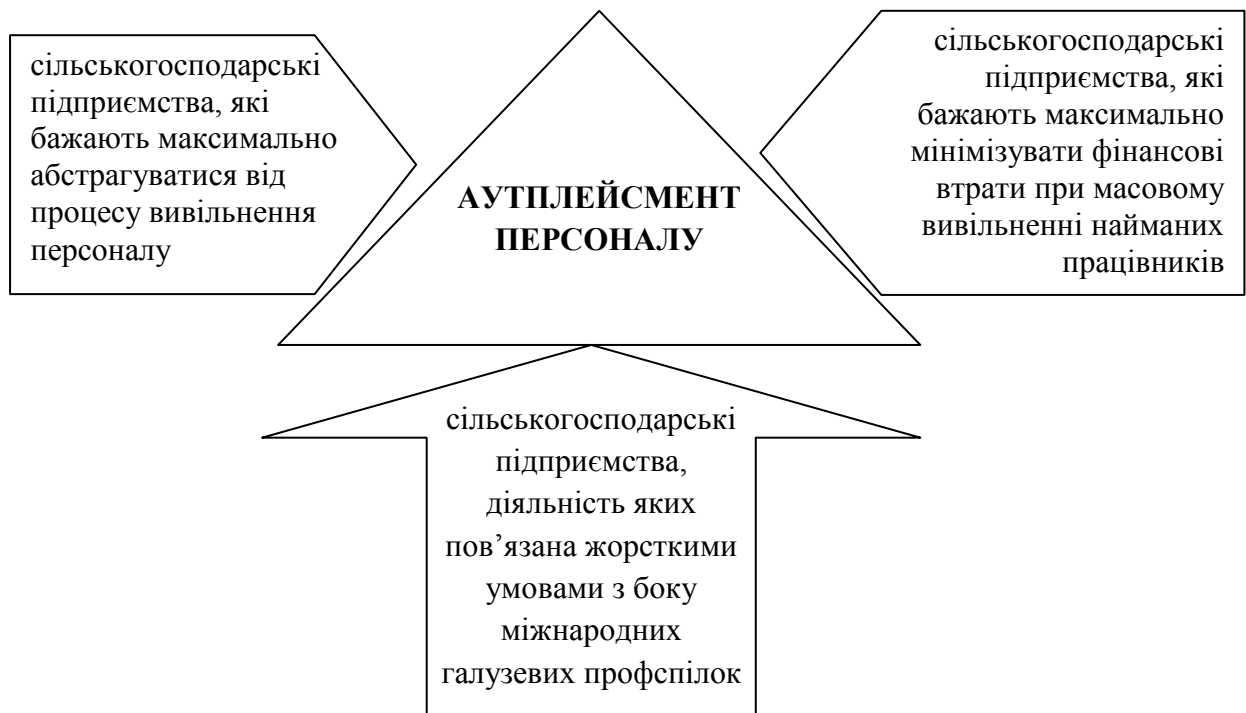 сільськогосподарські
підприємства, які
бажають максимально
абстрагуватися від
процесу вивільнення
персоналу
АУТПЛЕЙСМЕНТ
ПЕРСОНАЛУ
сільськогосподарські
підприємства, які
бажають максимально
мінімізувати фінансові
втрати при масовому
вивільненні найманих
працівників
сільськогосподарські
підприємства,
діяльність яких
пов’язана жорсткими
умовами з боку
міжнародних
галузевих профспілок